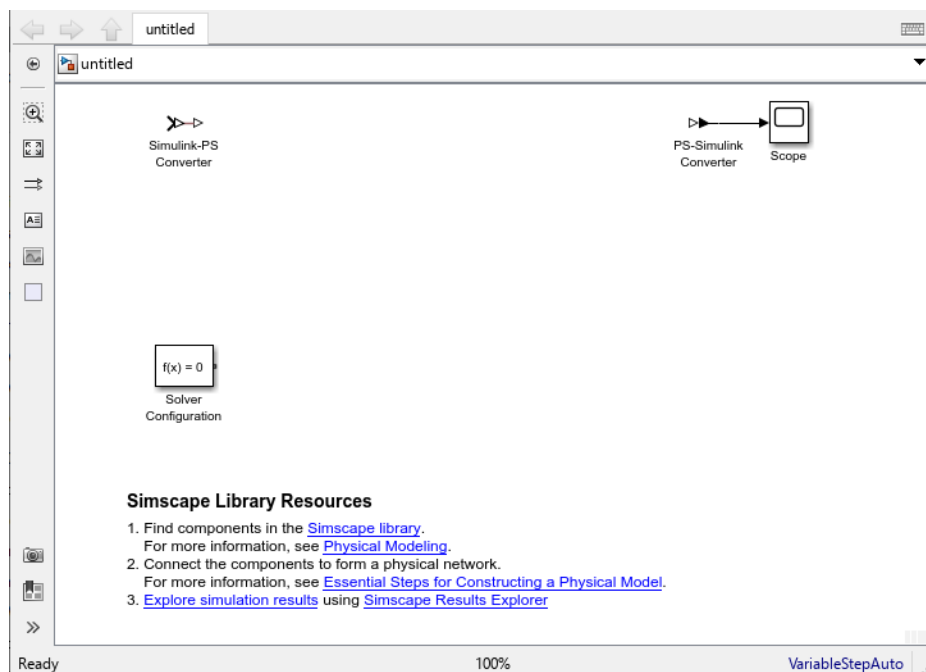 untitled
untitled
Simulink-PS
Converter
PS-Simulink
Converter
Scope
f(x) = 0
Solver
Configuration
Simscape Library Resources
1. Find components in the Simscape library.
For more information, see Physical Modeling.
2. Connect the components to form a physical network.
For more information, see Essential Steps for Constructing a Physical Model.
3. Explore simulation results using Simscape Results Explorer
Ready
100%
VariableStepAuto